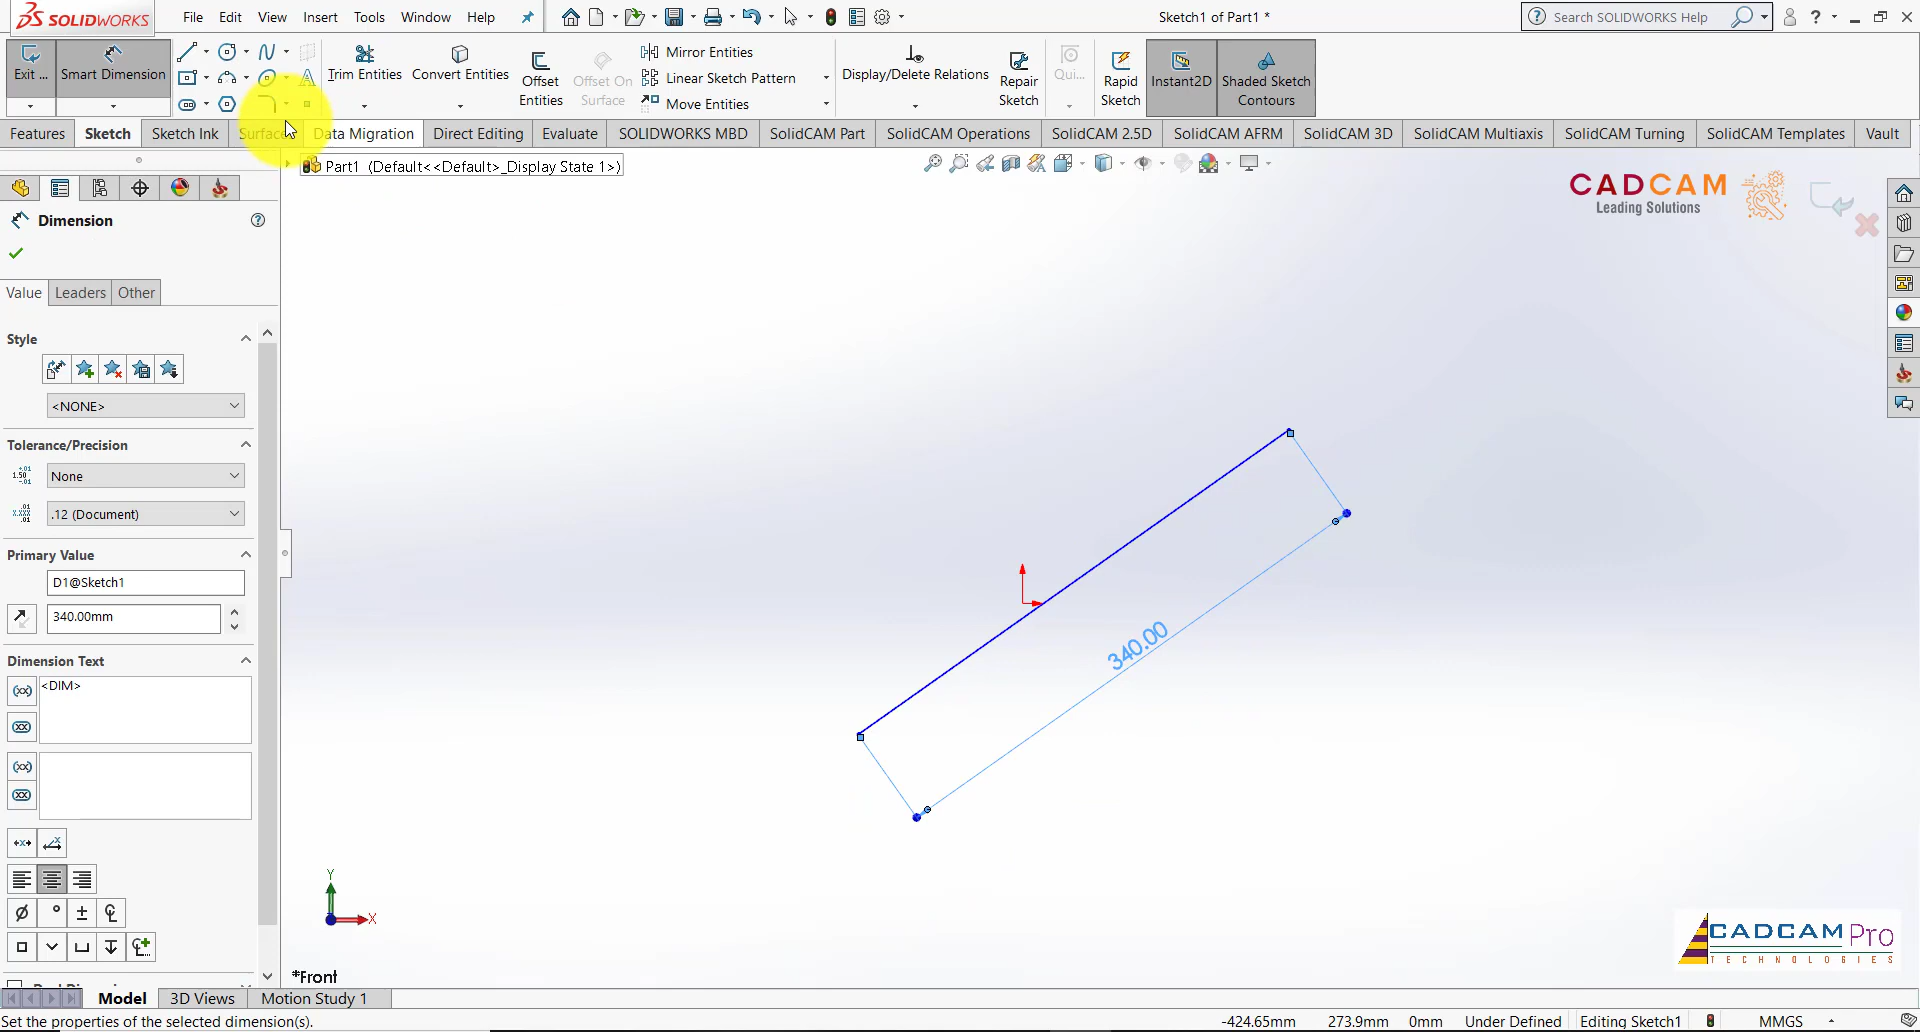 SOLIDWORKS File Edit View Insert Tools Window Help Sketch1 of Part1 * Search SOLIDWORKS Help ?
Exit ... Smart Dimension Trim Entities Convert Entities Offset Entities Offset On Surface Mirror Entities Linear Sketch Pattern Move Entities Display/Delete Relations Repair Sketch Qui... Rapid Sketch Instant2D Shaded Sketch Contours
Features Sketch Sketch Ink Surfaces Data Migration Direct Editing Evaluate SOLIDWORKS MBD SolidCAM Part SolidCAM Operations SolidCAM 2.5D SolidCAM AFRM SolidCAM 3D SolidCAM Multiaxis SolidCAM Turning SolidCAM Templates Vault
Part1 (Default<<Default>_Display State 1>)
CADCAM
Leading Solutions
Dimension
Value Leaders Other
Style
<NONE>
Tolerance/Precision
None
.12 (Document)
Primary Value
D1@Sketch1
340.00mm
340.00
Dimension Text
<DIM>
Y
X
CADCAM Pro
TECHNOLOGIES
*Front
Model 3D Views Motion Study 1
Set the properties of the selected dimension(s). -424.65mm 273.9mm 0mm Under Defined Editing Sketch1 MMGS